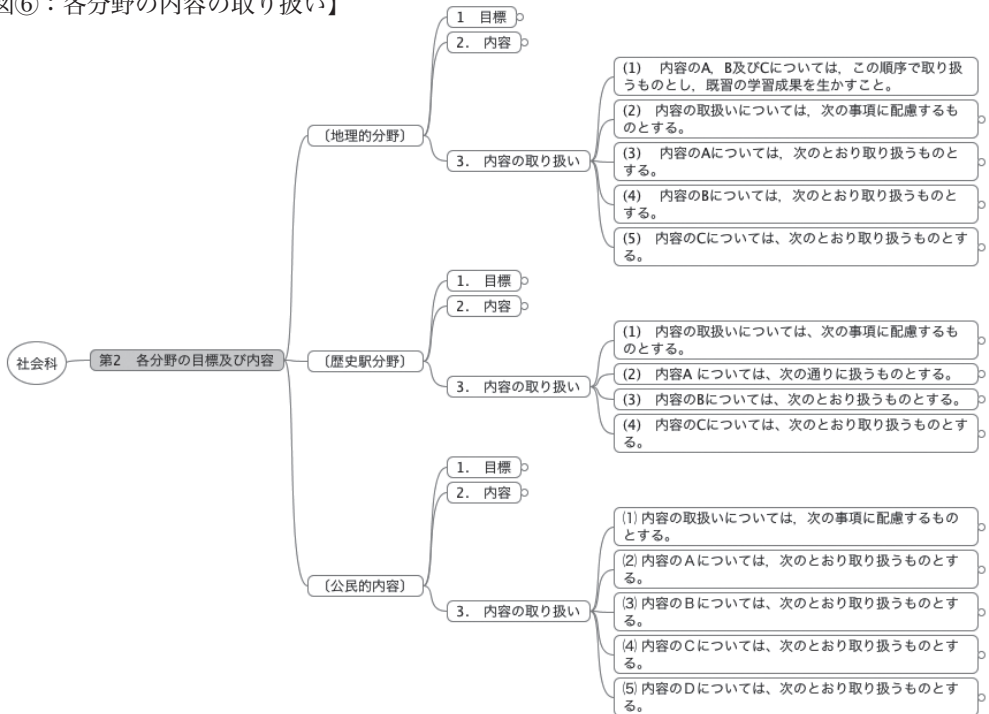 図⑥：各分野の内容の取り扱い】
社会科
第2　各分野の目標及び内容
〔地理的分野〕
1　目標
2.　内容
3.　内容の取り扱い
(1)　内容のA，B及びCについては，この順序で取り扱
うものとし，既習の学習成果を生かすこと。
(2)　内容の取扱いについては，次の事項に配慮するも
のとする。
(3)　内容のAについては，次のとおり取り扱うものと
する。
(4)　内容のBについては，次のとおり取り扱うものと
する。
(5)　内容のCについては、次のとおり取り扱うものとす
る。
〔歴史駅分野〕
1.　目標
2.　内容
3.　内容の取り扱い
(1)　内容の取扱いについては、次の事項に配慮するも
のとする。
(2)　内容A については、次の通りに扱うものとする。
(3)　内容のBについては、次のとおり扱うものとする。
(4)　内容のCについては、次のとおり取り扱うものとす
る。
〔公民的内容〕
1.　目標
2.　内容
3.　内容の取り扱い
⑴ 内容の取扱いについては，次の事項に配慮するもの
とする。
⑵ 内容のＡについては、次のとおり取り扱うものとす
る。
⑶ 内容のＢについては、次のとおり取り扱うものとす
る。
⑷ 内容のＣについては、次のとおり取り扱うものとす
る。
⑸ 内容のＤについては、次のとおり取り扱うものとす
る。